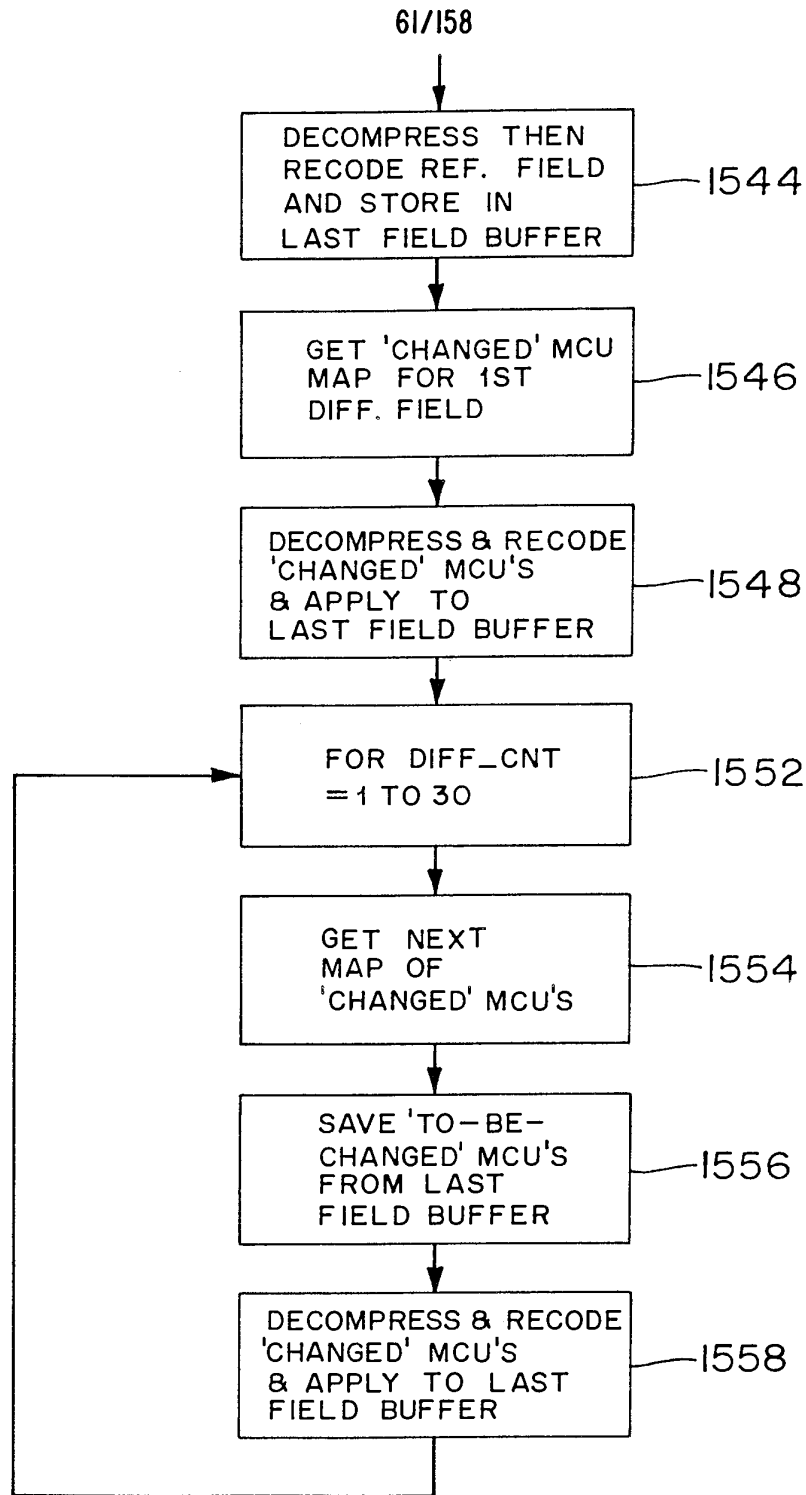 61/158
DECOMPRESS THEN
RECODE REF. FIELD
AND STORE IN
LAST FIELD BUFFER
1544
GET 'CHANGED' MCU
MAP FOR 1ST
DIFF. FIELD
1546
DECOMPRESS & RECODE
'CHANGED' MCU'S
& APPLY TO
LAST FIELD BUFFER
1548
FOR DIFF_CNT
=1 TO 30
1552
GET NEXT
MAP OF
'CHANGED' MCU'S
1554
SAVE 'TO-BE-
CHANGED' MCU'S
FROM LAST
FIELD BUFFER
1556
DECOMPRESS & RECODE
'CHANGED' MCU'S
& APPLY TO LAST
FIELD BUFFER
1558